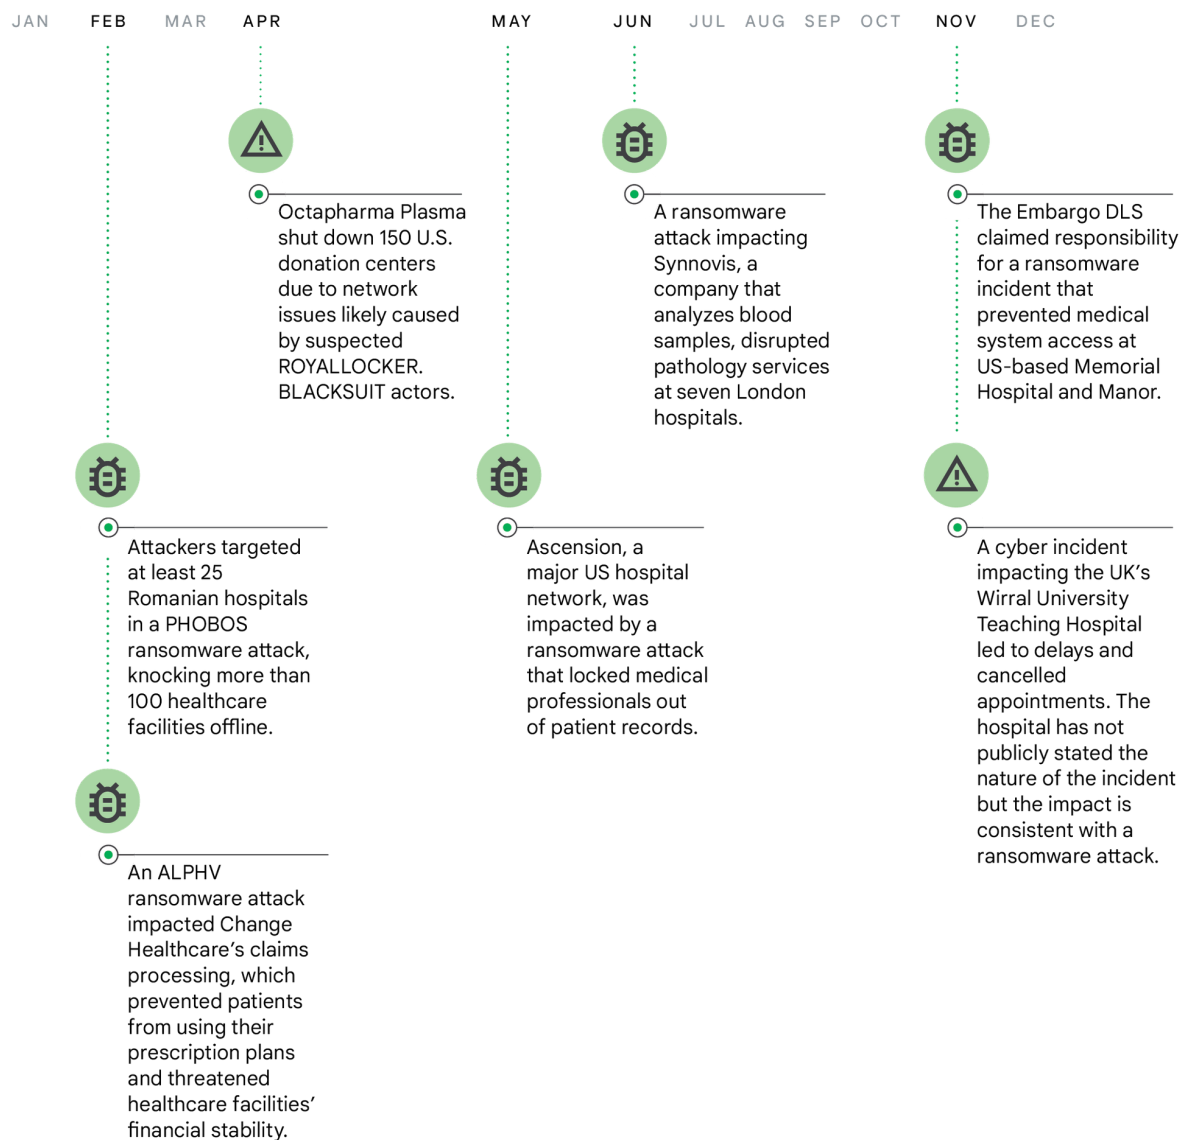 JAN FEB MAR APR MAY JUN JUL AUG SEP OCT NOV DEC
Octapharma Plasma
shut down 150 U.S.
donation centers
due to network
issues likely caused
by suspected
ROYALLOCKER.
BLACKSUIT actors.
A ransomware
attack impacting
Synnovis, a
company that
analyzes blood
samples, disrupted
pathology services
at seven London
hospitals.
The Embargo DLS
claimed responsibility
for a ransomware
incident that
prevented medical
system access at
US-based Memorial
Hospital and Manor.
Attackers targeted
at least 25
Romanian hospitals
in a PHOBOS
ransomware attack,
knocking more than
100 healthcare
facilities offline.
Ascension, a
major US hospital
network, was
impacted by a
ransomware attack
that locked medical
professionals out
of patient records.
A cyber incident
impacting the UK’s
Wirral University
Teaching Hospital
led to delays and
cancelled
appointments. The
hospital has not
publicly stated the
nature of the incident
but the impact is
consistent with a
ransomware attack.
An ALPHV
ransomware attack
impacted Change
Healthcare’s claims
processing, which
prevented patients
from using their
prescription plans
and threatened
healthcare facilities’
financial stability.